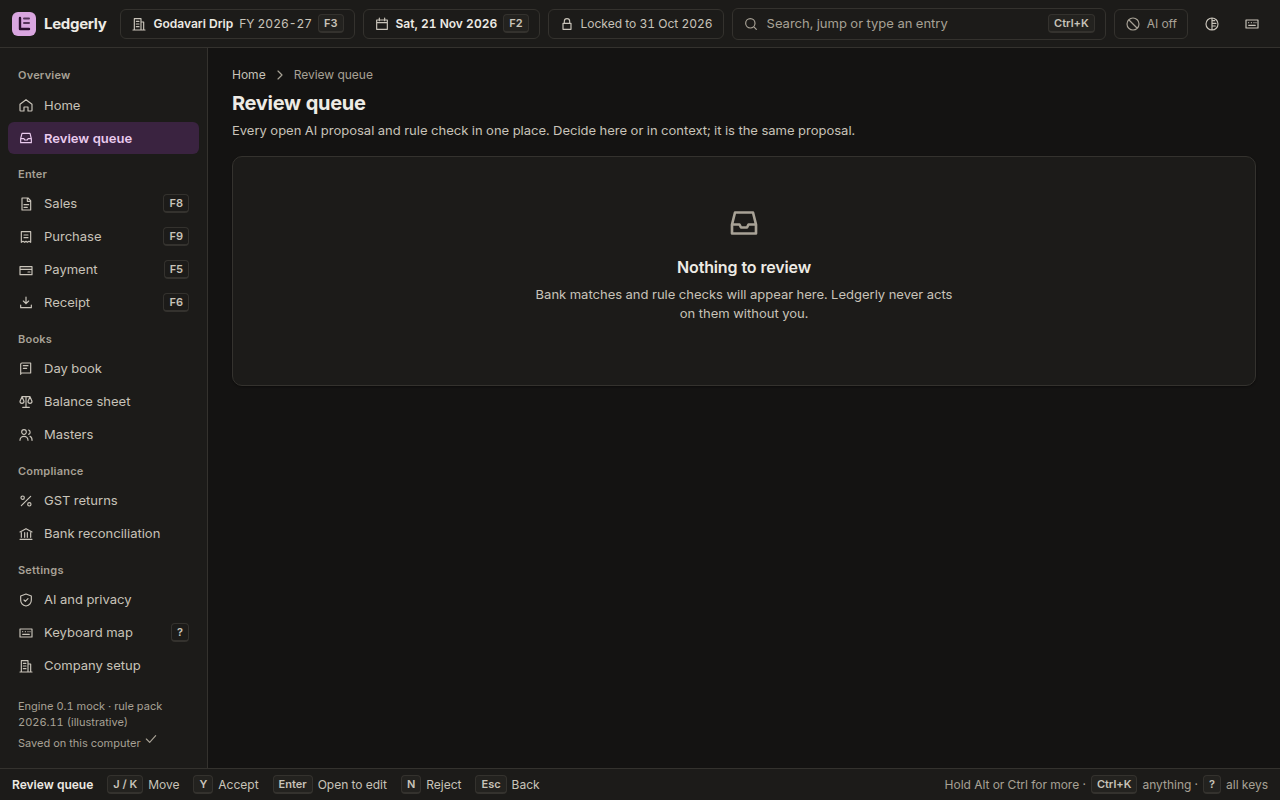 Ledgerly
Godavari Drip FY 2026-27 F3
Sat, 21 Nov 2026 F2
Locked to 31 Oct 2026
Search, jump or type an entry Ctrl+K
AI off
Overview
Home
Review queue
Enter
Sales F8
Purchase F9
Payment F5
Receipt F6
Books
Day book
Balance sheet
Masters
Compliance
GST returns
Bank reconciliation
Settings
AI and privacy
Keyboard map ?
Company setup
Engine 0.1 mock · rule pack
2026.11 (illustrative)
Saved on this computer
Home Review queue
Review queue
Every open AI proposal and rule check in one place. Decide here or in context; it is the same proposal.
Nothing to review
Bank matches and rule checks will appear here. Ledgerly never acts
on them without you.
Review queue J / K Move Y Accept Enter Open to edit N Reject Esc Back
Hold Alt or Ctrl for more · Ctrl+K anything · ? all keys